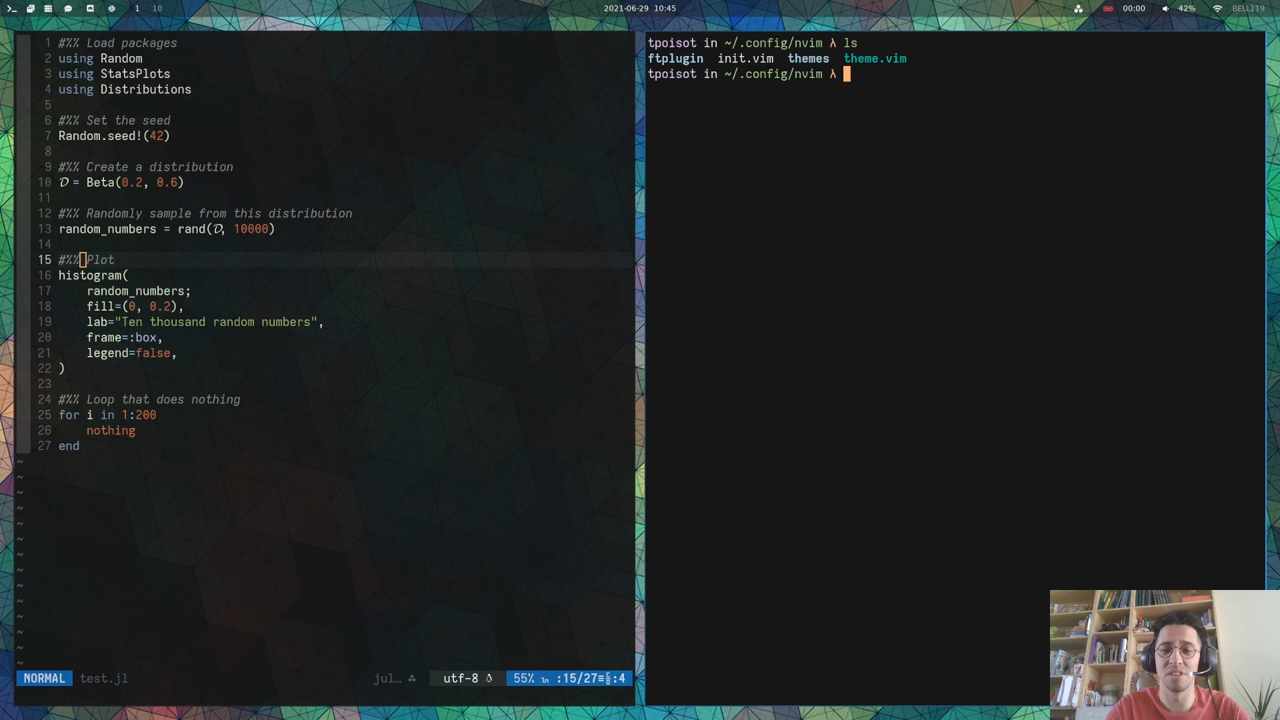 1 10
2021-06-29 10:45
00:00 42% BELL119
1 #%% Load packages
2 using Random
3 using StatsPlots
4 using Distributions
5
6 #%% Set the seed
7 Random.seed!(42)
8
9 #%% Create a distribution
10 𝒟 = Beta(0.2, 0.6)
11
12 #%% Randomly sample from this distribution
13 random_numbers = rand(𝒟, 10000)
14
15 #%% Plot
16 histogram(
17 random_numbers;
18 fill=(0, 0.2),
19 lab="Ten thousand random numbers",
20 frame=:box,
21 legend=false,
22 )
23
24 #%% Loop that does nothing
25 for i in 1:200
26 nothing
27 end
~
~
~
~
~
~
~
~
~
~
~
~
~
~
NORMAL test.jl jul… utf-8 55% :15/27≡:4
tpoisot in ~/.config/nvim λ ls
ftplugin init.vim themes theme.vim
tpoisot in ~/.config/nvim λ